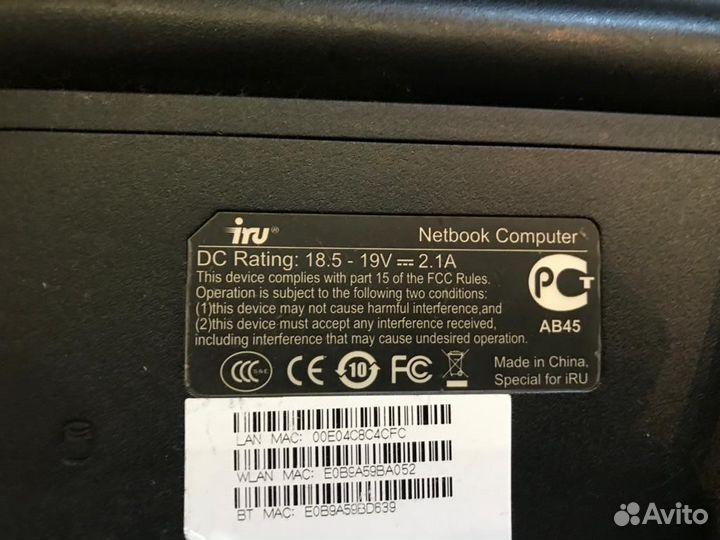 iru® Netbook Computer
DC Rating: 18.5 - 19V ⎓ 2.1A
This device complies with part 15 of the FCC Rules.
Operation is subject to the following two conditions:
(1)this device may not cause harmful interference,and
(2)this device must accept any interference received,
including interference that may cause undesired operation.
РСТ
АВ45
CCC S&E CE 10 FC
Made in China,
Special for iRU
LAN MAC: 00E04C8C4CFC
WLAN MAC: E0B9A59BA052
BT MAC: E0B9A59BD639
Avito